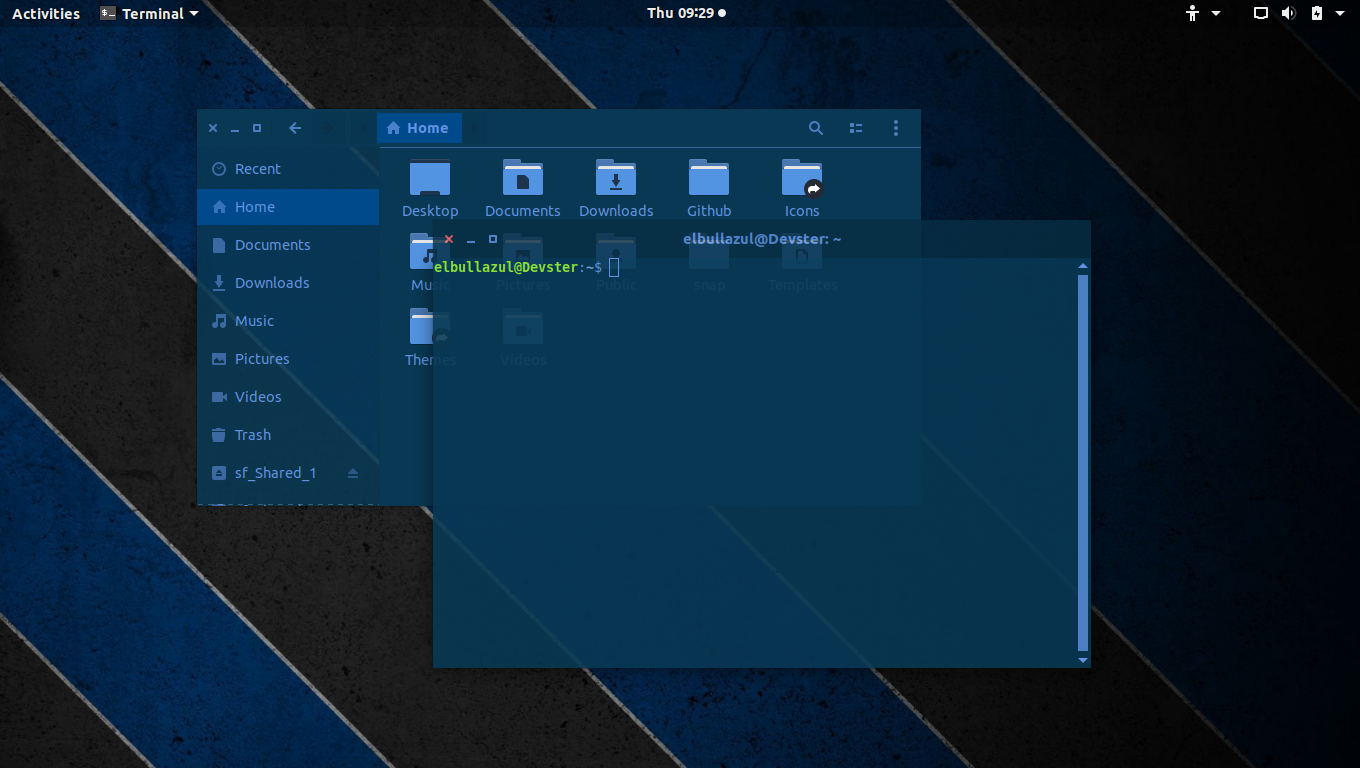 Activities Terminal Thu 09:29
Home
Recent
Home
Documents
Downloads
Music
Pictures
Videos
Trash
sf_Shared_1
Desktop Documents Downloads Github Icons
Music Pictures Public snap Templates
Themes Videos
elbullazul@Devster: ~
elbullazul@Devster:~$